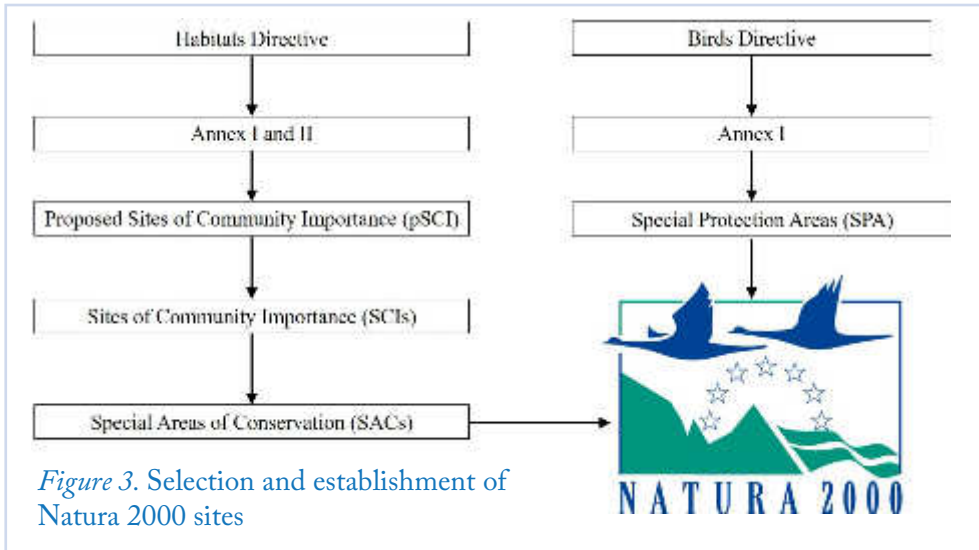 Habitats Directive
Annex I and II
Proposed Sites of Community Importance (pSCI)
Sites of Community Importance (SCIs)
Special Areas of Conservation (SACs)
Birds Directive
Annex I
Special Protection Areas (SPA)
NATURA 2000
Figure 3. Selection and establishment of
Natura 2000 sites